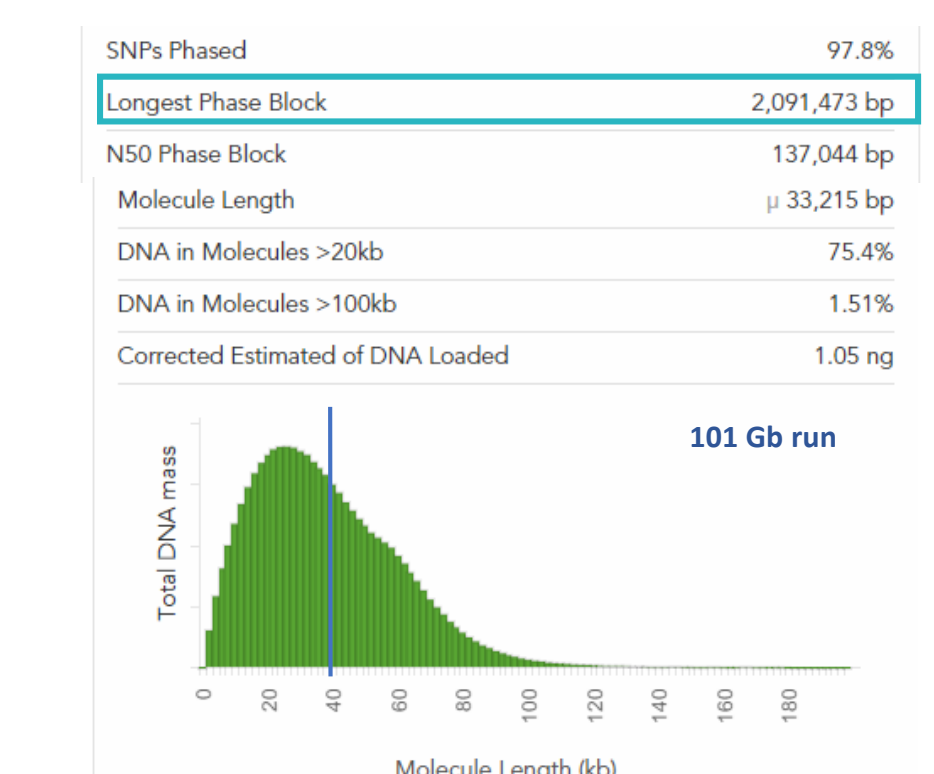 SNPs Phased 97.8%
Longest Phase Block 2,091,473 bp
N50 Phase Block 137,044 bp
Molecule Length μ 33,215 bp
DNA in Molecules >20kb 75.4%
DNA in Molecules >100kb 1.51%
Corrected Estimated of DNA Loaded 1.05 ng
101 Gb run
Total DNA mass
0 20 40 60 80 100 120 140 160 180
Molecule Length (kb)